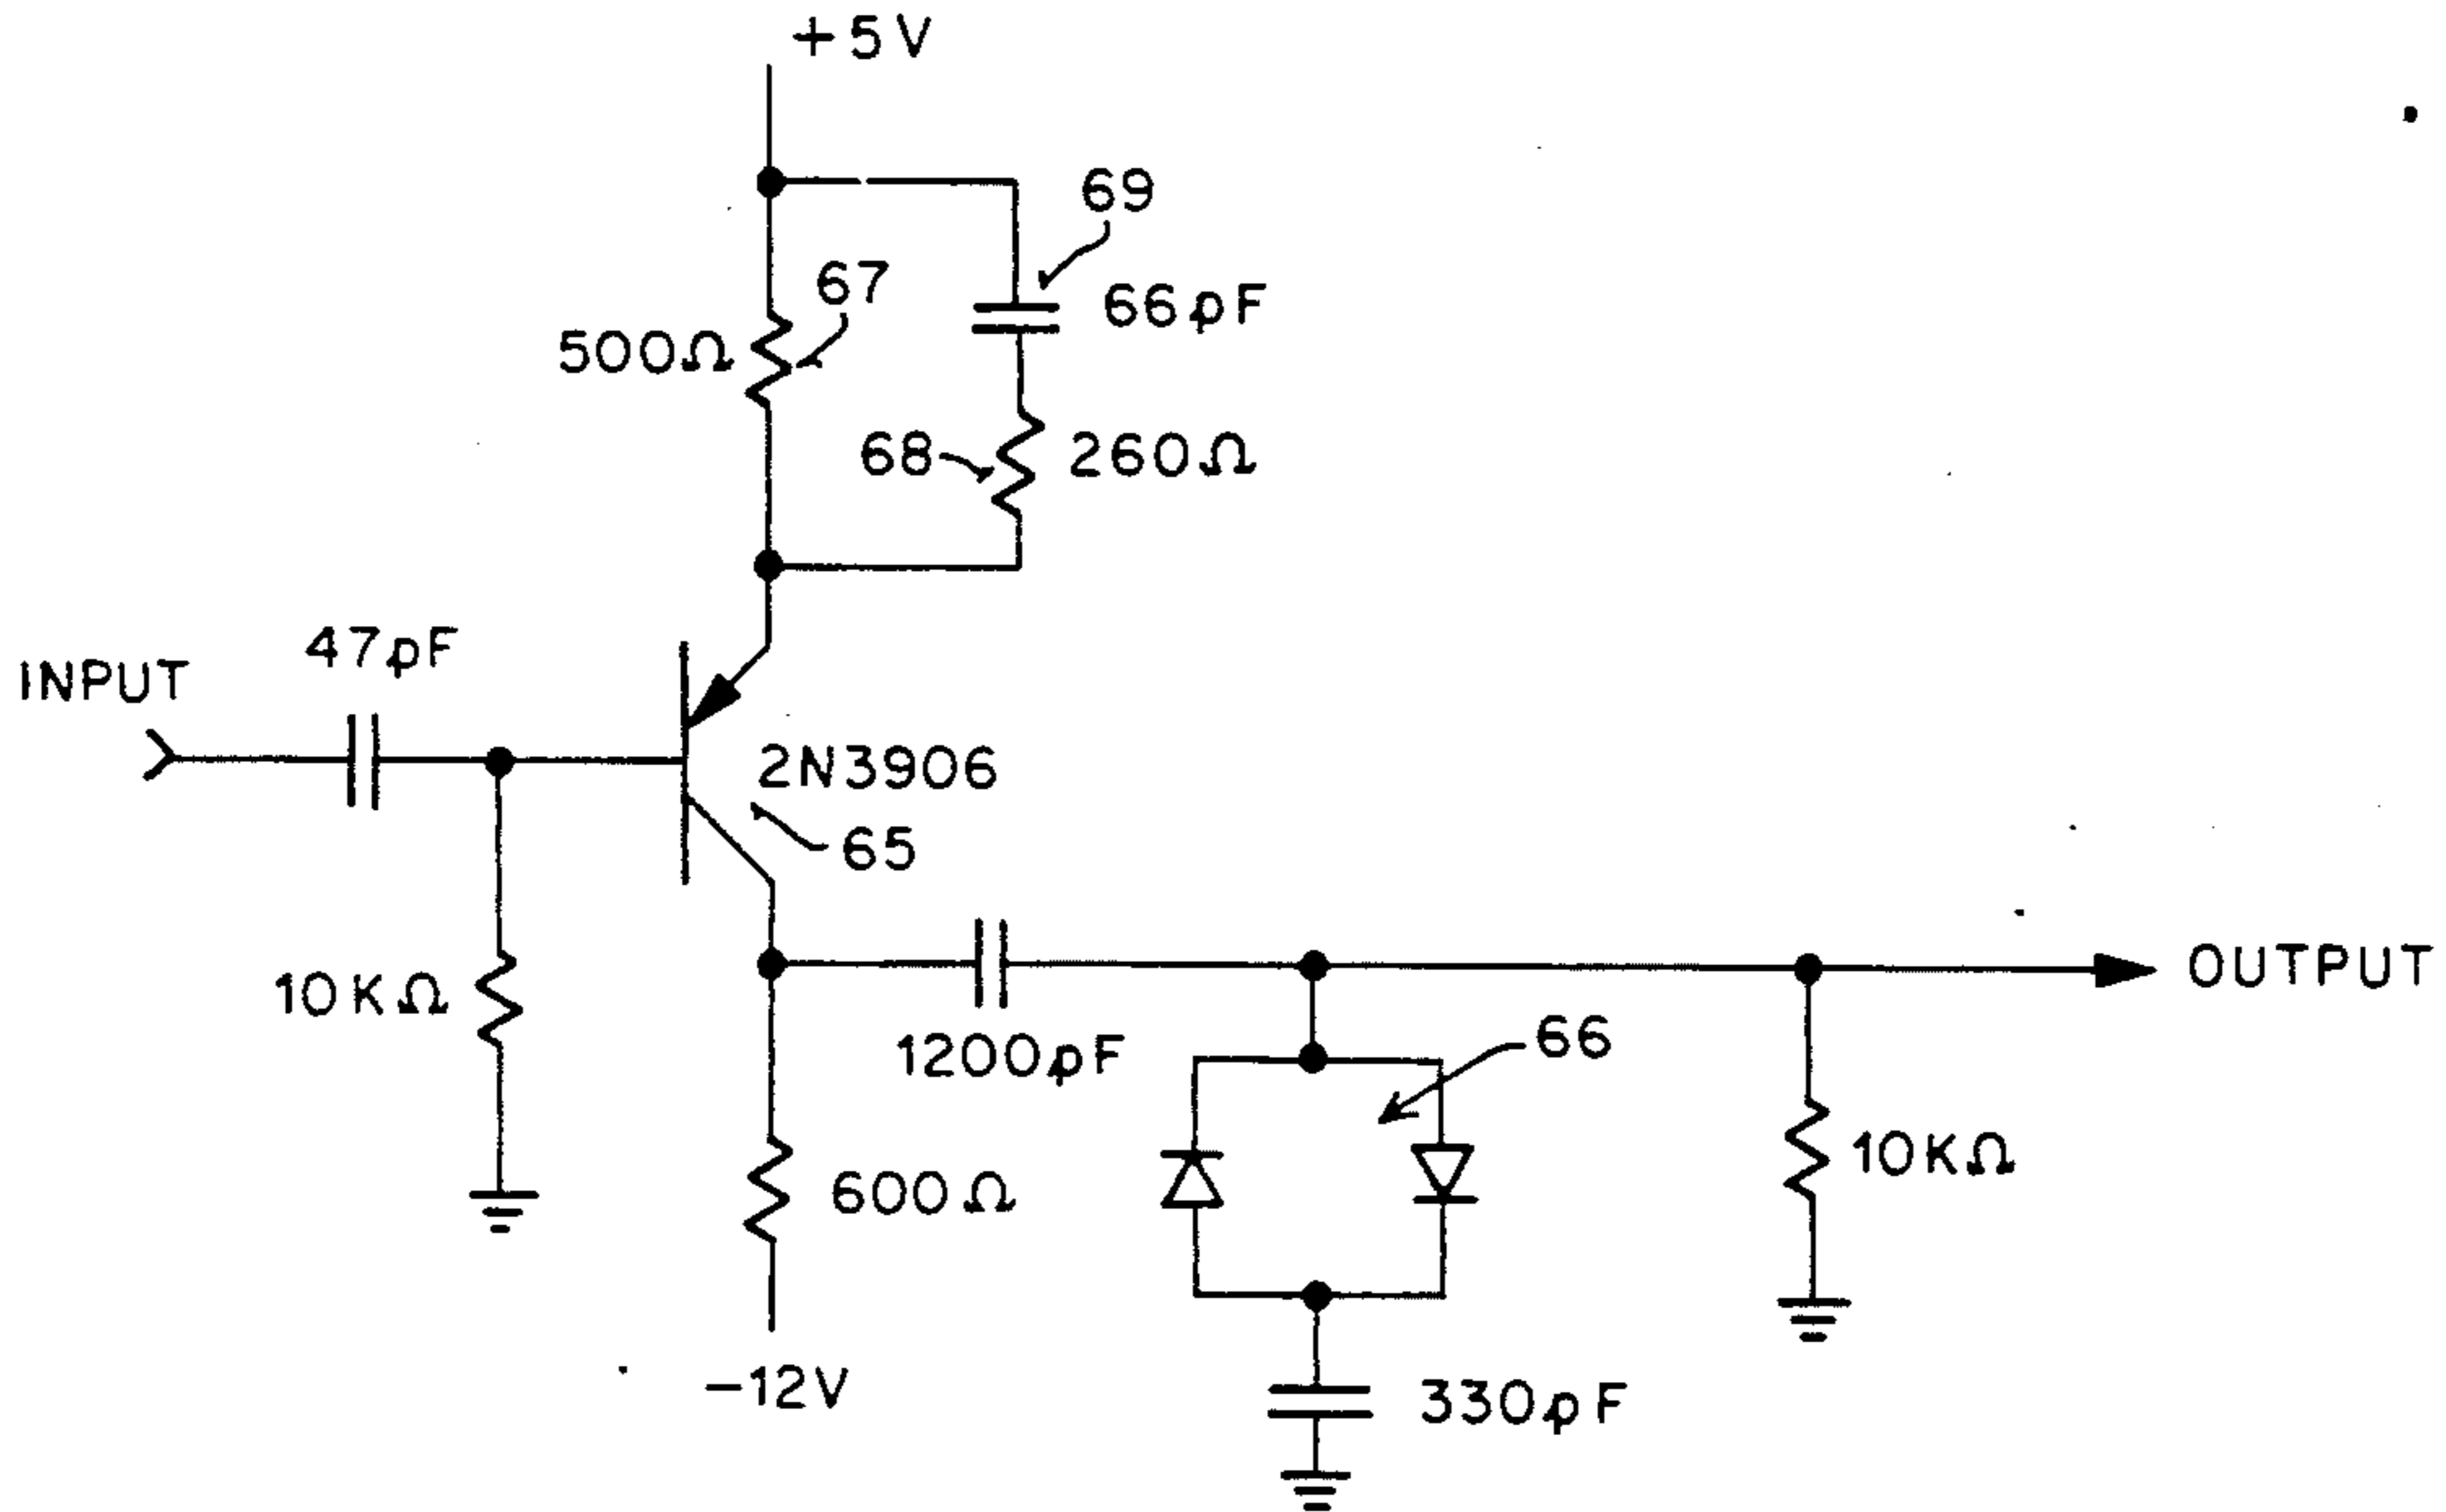 +5V
69
67
66pF
500Ω
68
260Ω
47pF
INPUT
2N3906
65
OUTPUT
10KΩ
1200pF
66
10KΩ
600Ω
-12V
330pF